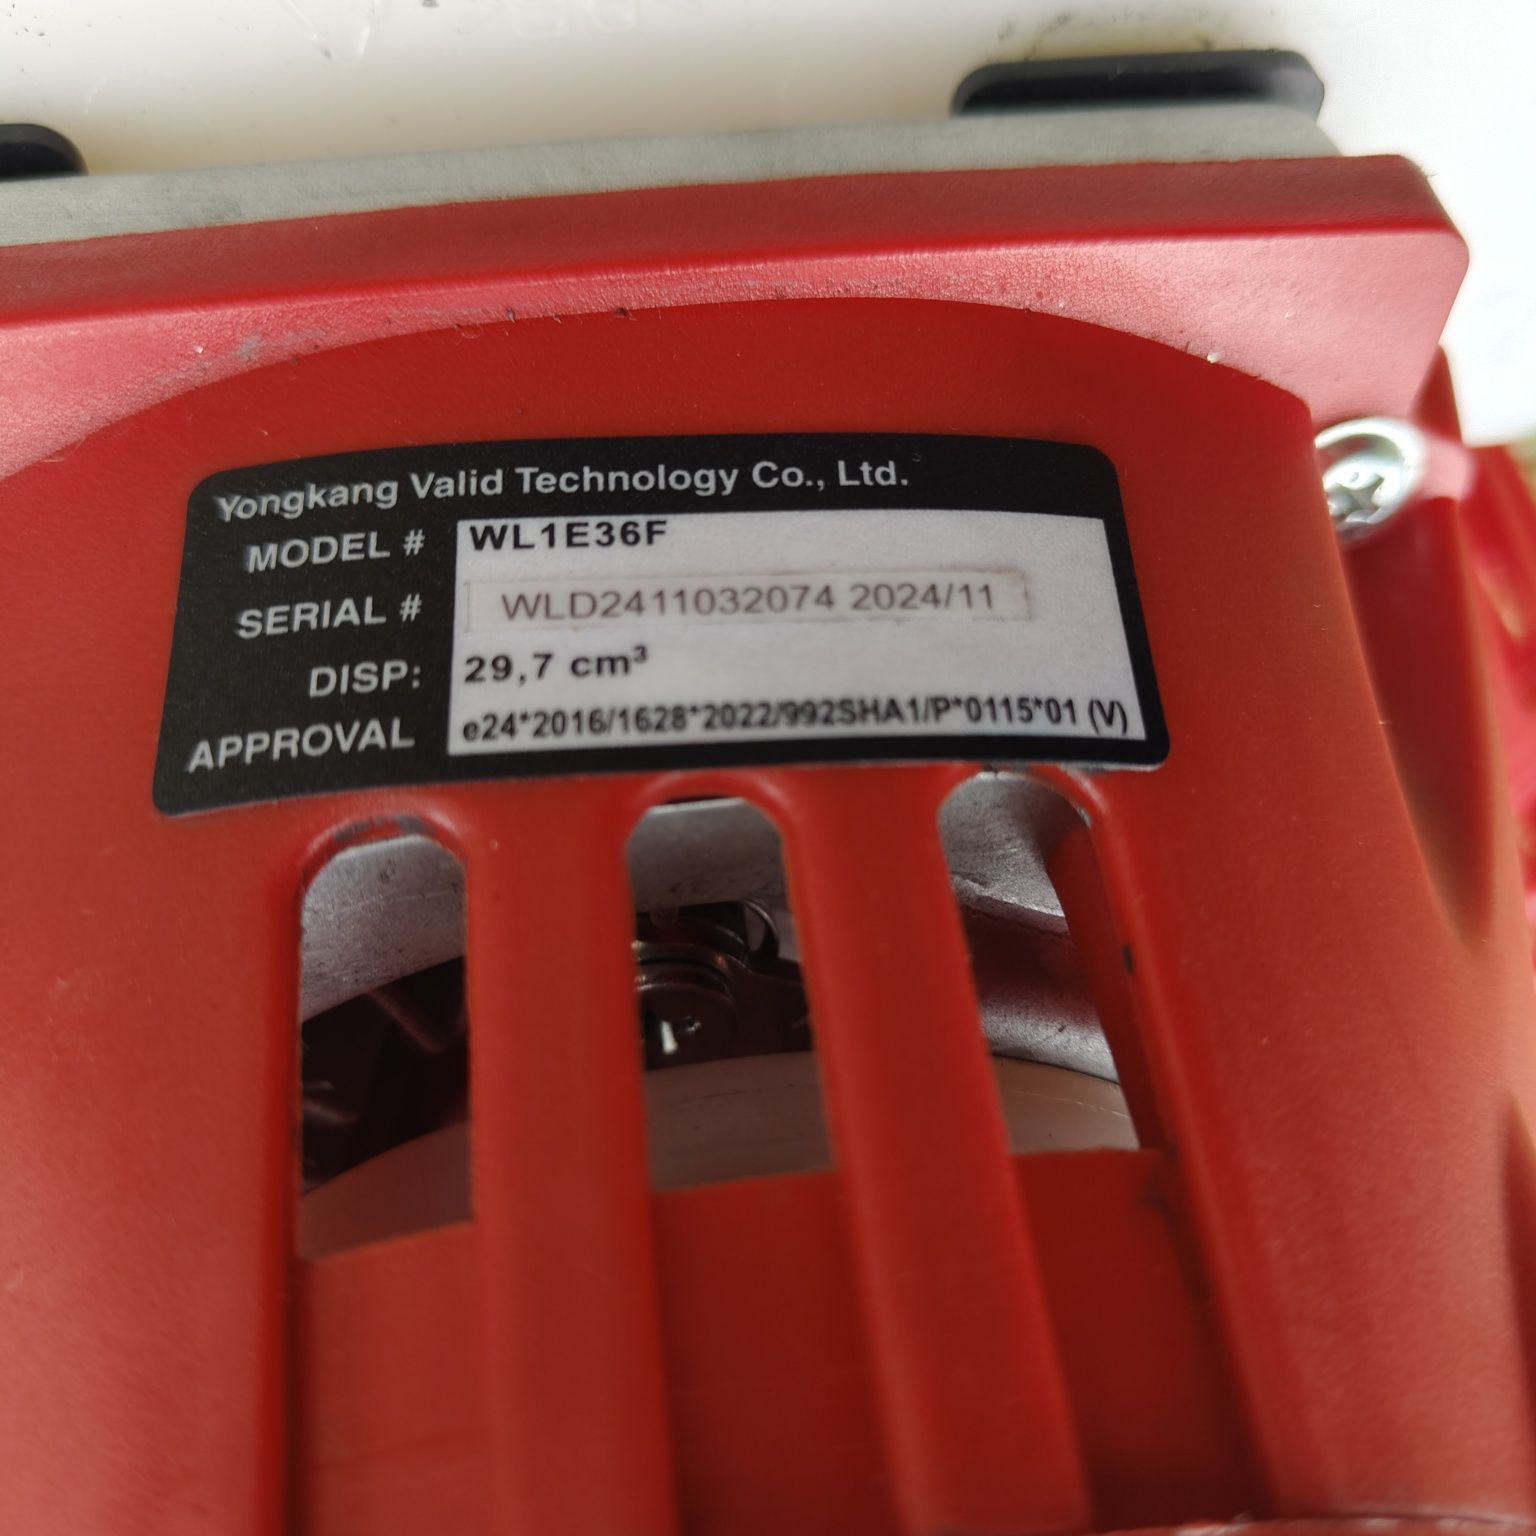 Yongkang Valid Technology Co., Ltd.
MODEL # WL1E36F
SERIAL # WLD2411032074 2024/11
DISP: 29,7 cm³
APPROVAL e24*2016/1628*2022/992SHA1/P*0115*01 (V)